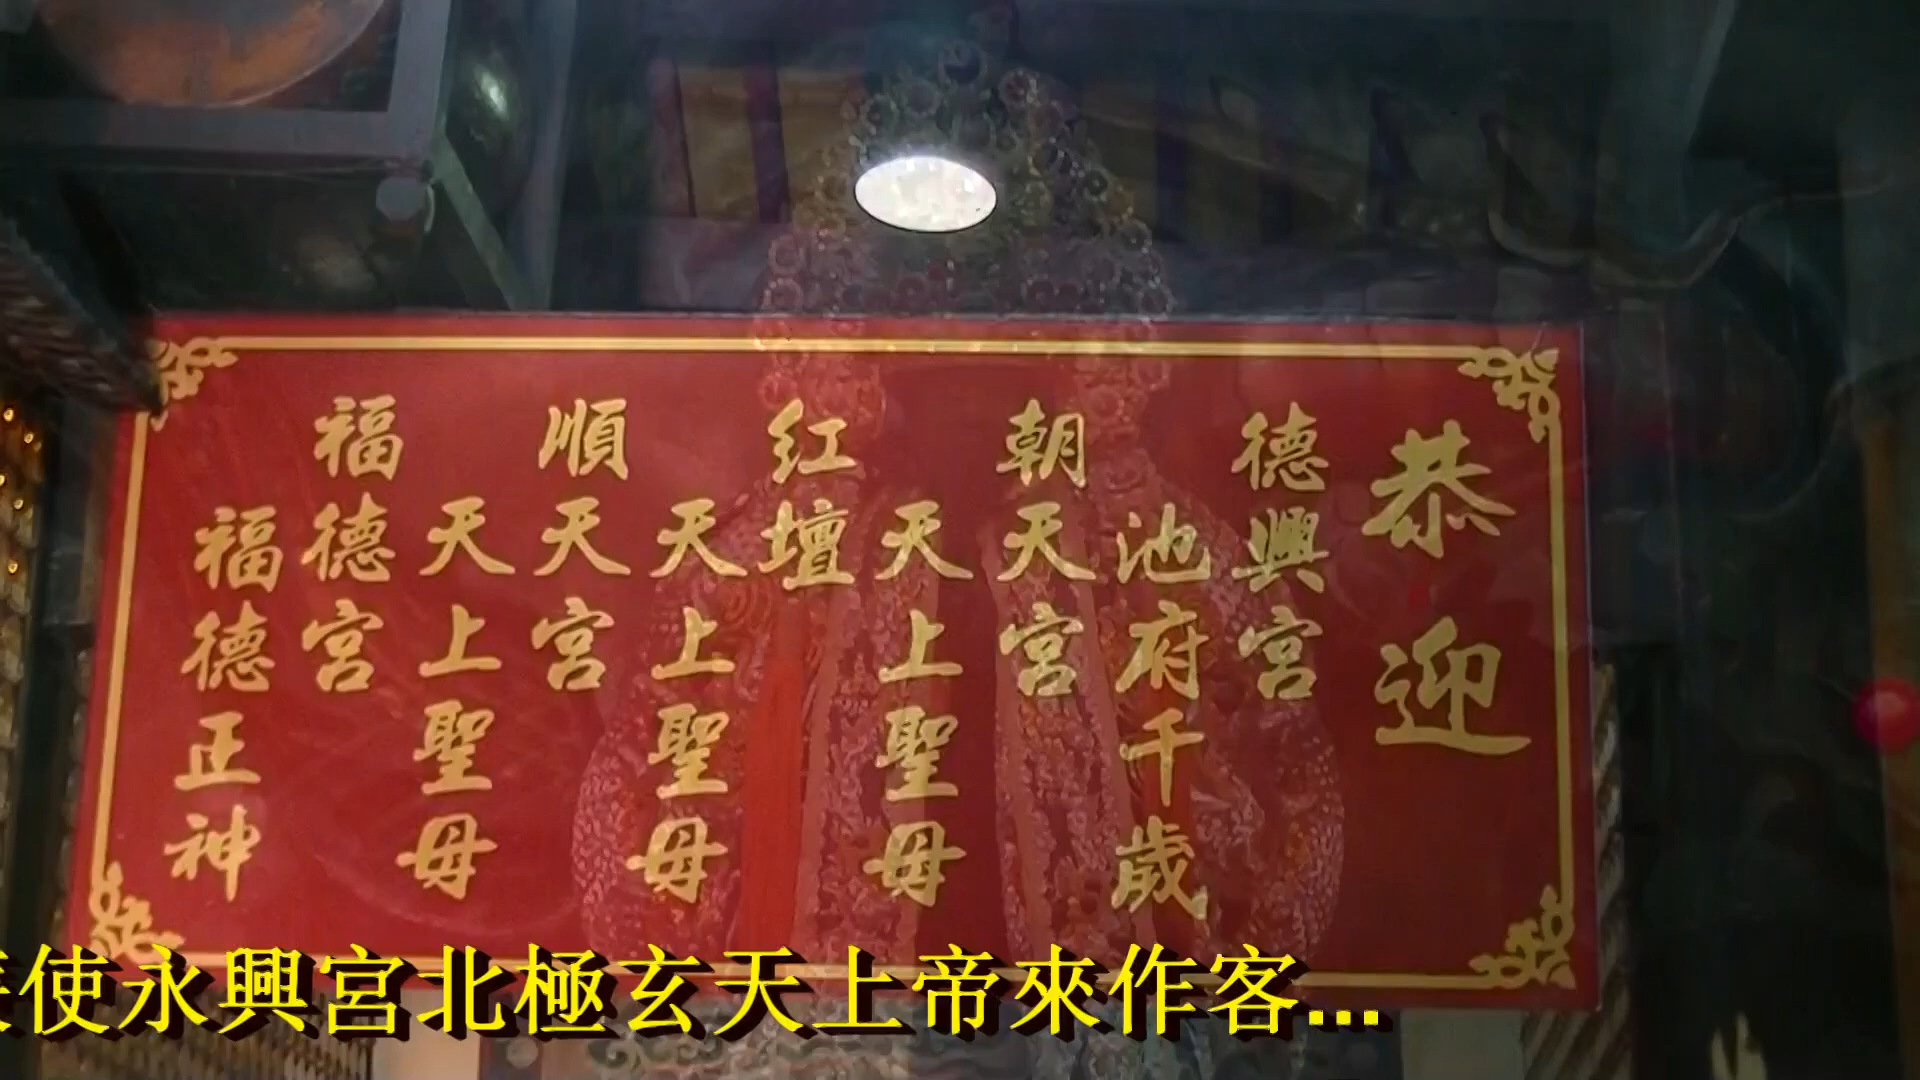 恭迎
德興宮
池府千歲
朝天宮
天上聖母
紅壇
天上聖母
順天宮
天上聖母
福德宮
福德正神
使永興宮北極玄天上帝來作客...